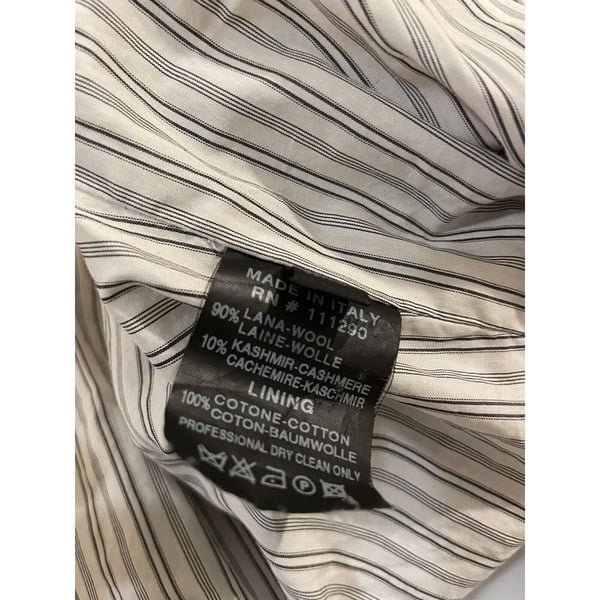 MADE IN ITALY
RN # 111290
90% LANA-WOOL
LAINE-WOLLE
10% KASHMIR-CASHMERE
CACHEMIRE-KASCHMIR
LINING
100% COTONE-COTTON
COTON-BAUMWOLLE
PROFESSIONAL DRY CLEAN ONLY
P